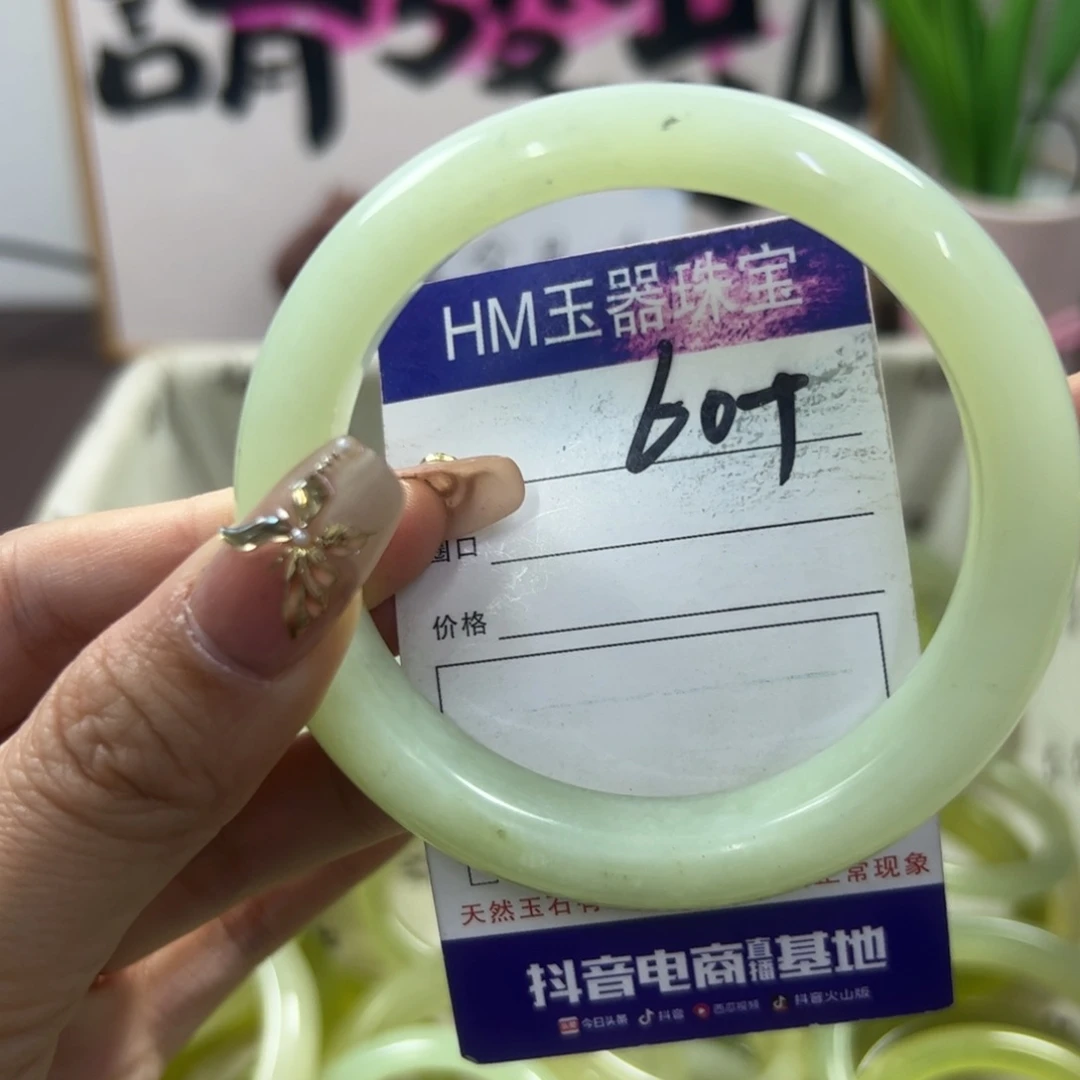 HM玉器珠宝
60+
圈口
价格
正常现象
天然玉石有
抖音电商直播基地
今日头条 抖音 西瓜视频 抖音火山版